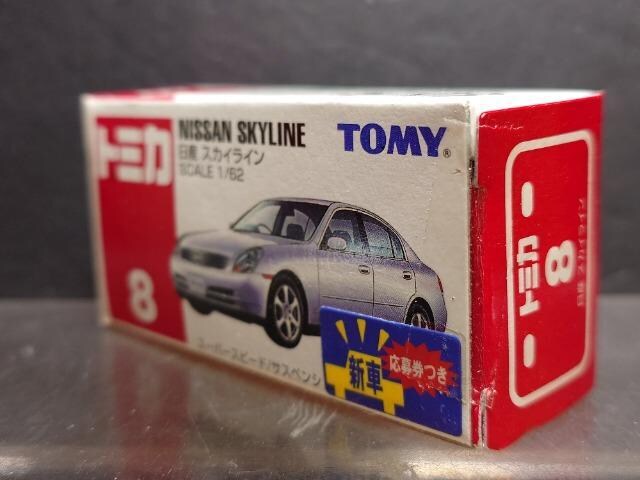 トミカ
NISSAN SKYLINE
日産 スカイライン
SCALE 1/62
TOMY®
8
スーパースピード/サスペンシ
新車
応募券つき
トミカ
8
日産 スカイライン